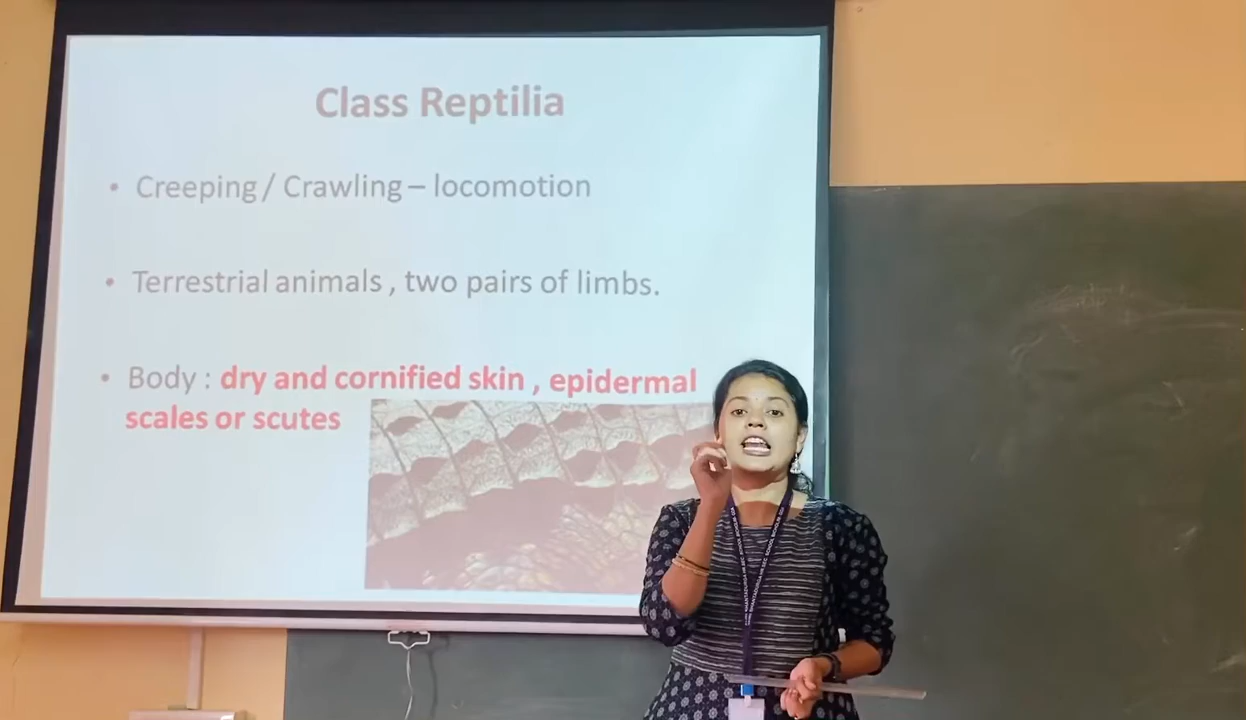 Class Reptilia
• Creeping / Crawling – locomotion
• Terrestrial animals , two pairs of limbs.
• Body : dry and cornified skin , epidermal
scales or scutes